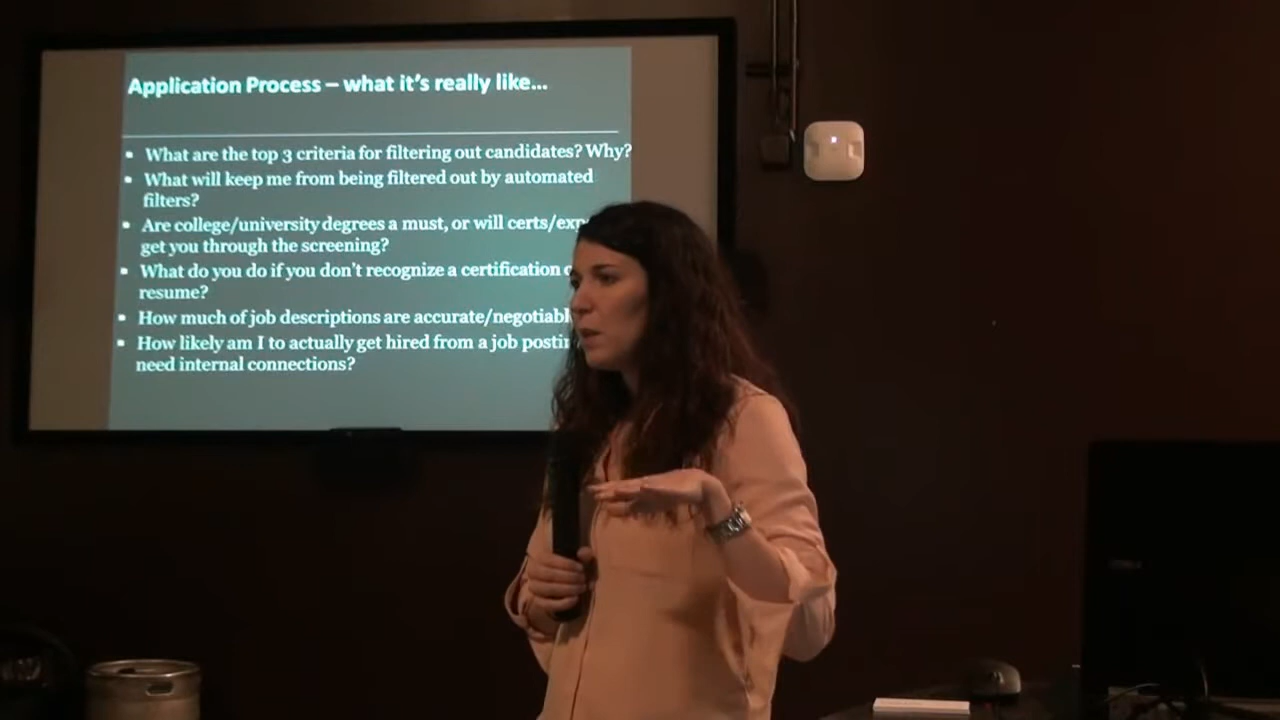 Application Process – what it's really like...
▪ What are the top 3 criteria for filtering out candidates? Why?
▪ What will keep me from being filtered out by automated
filters?
▪ Are college/university degrees a must, or will certs/exp
get you through the screening?
▪ What do you do if you don't recognize a certification
resume?
▪ How much of job descriptions are accurate/negotiabl
▪ How likely am I to actually get hired from a job postin
need internal connections?